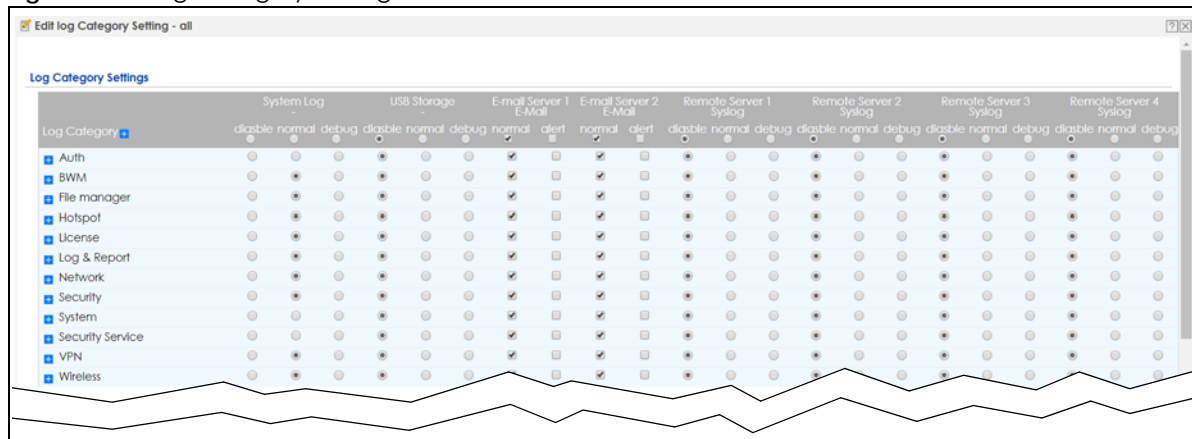 Edit log Category Setting - all
Log Category Settings
System Log
-
USB Storage
-
E-mail Server 1
E-Mail
E-mail Server 2
E-Mail
Remote Server 1
Syslog
Remote Server 2
Syslog
Remote Server 3
Syslog
Remote Server 4
Syslog
Log Category disable normal debug disable normal debug normal alert normal alert disable normal debug disable normal debug disable normal debug disable normal debug
Auth
BWM
File manager
Hotspot
License
Log & Report
Network
Security
System
Security Service
VPN
Wireless